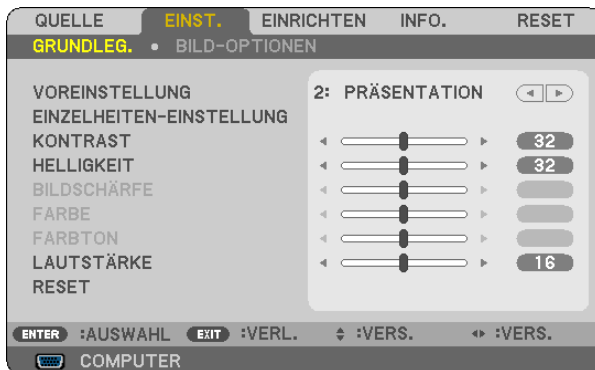 QUELLE EINST. EINRICHTEN INFO. RESET
GRUNDLEG. • BILD-OPTIONEN
VOREINSTELLUNG 2: PRÄSENTATION
EINZELHEITEN-EINSTELLUNG
KONTRAST 32
HELLIGKEIT 32
BILDSCHÄRFE
FARBE
FARBTON
LAUTSTÄRKE 16
RESET
ENTER :AUSWAHL EXIT :VERL. :VERS. :VERS.
COMPUTER